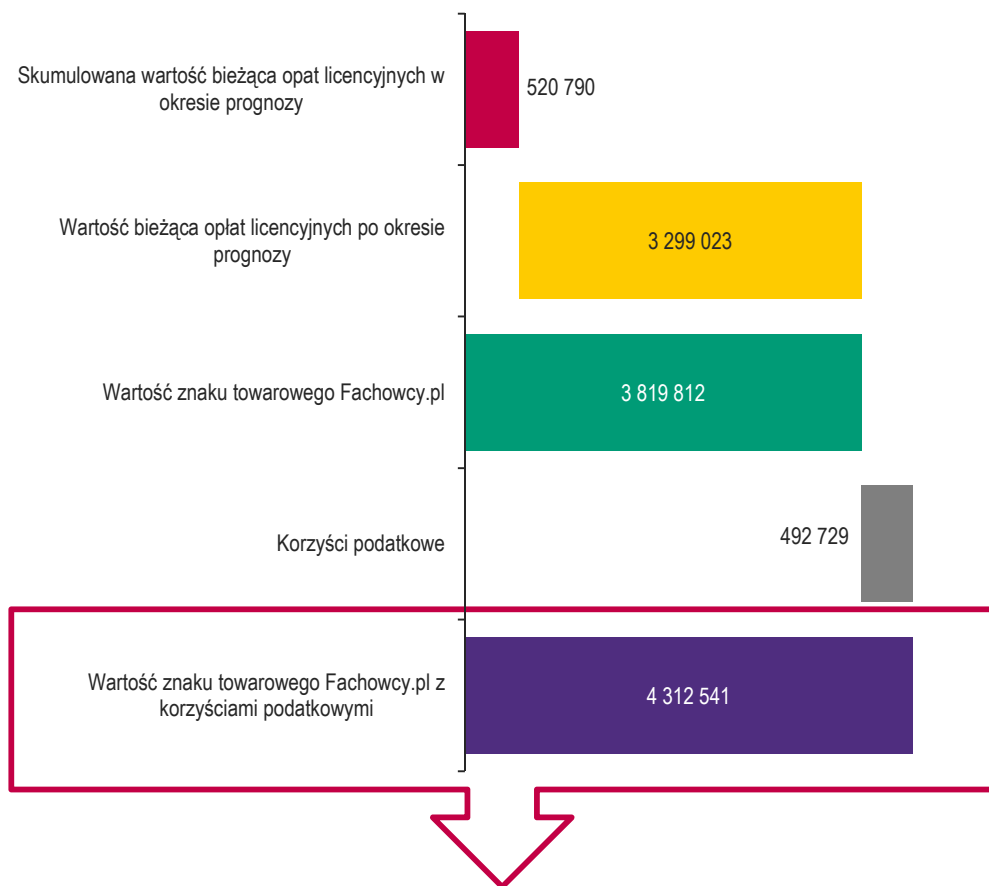 Skumulowana wartość bieżąca opat licencyjnych w
okresie prognozy
520 790
Wartość bieżąca opłat licencyjnych po okresie
prognozy
3 299 023
Wartość znaku towarowego Fachowcy.pl
3 819 812
Korzyści podatkowe
492 729
Wartość znaku towarowego Fachowcy.pl z
korzyściami podatkowymi
4 312 541